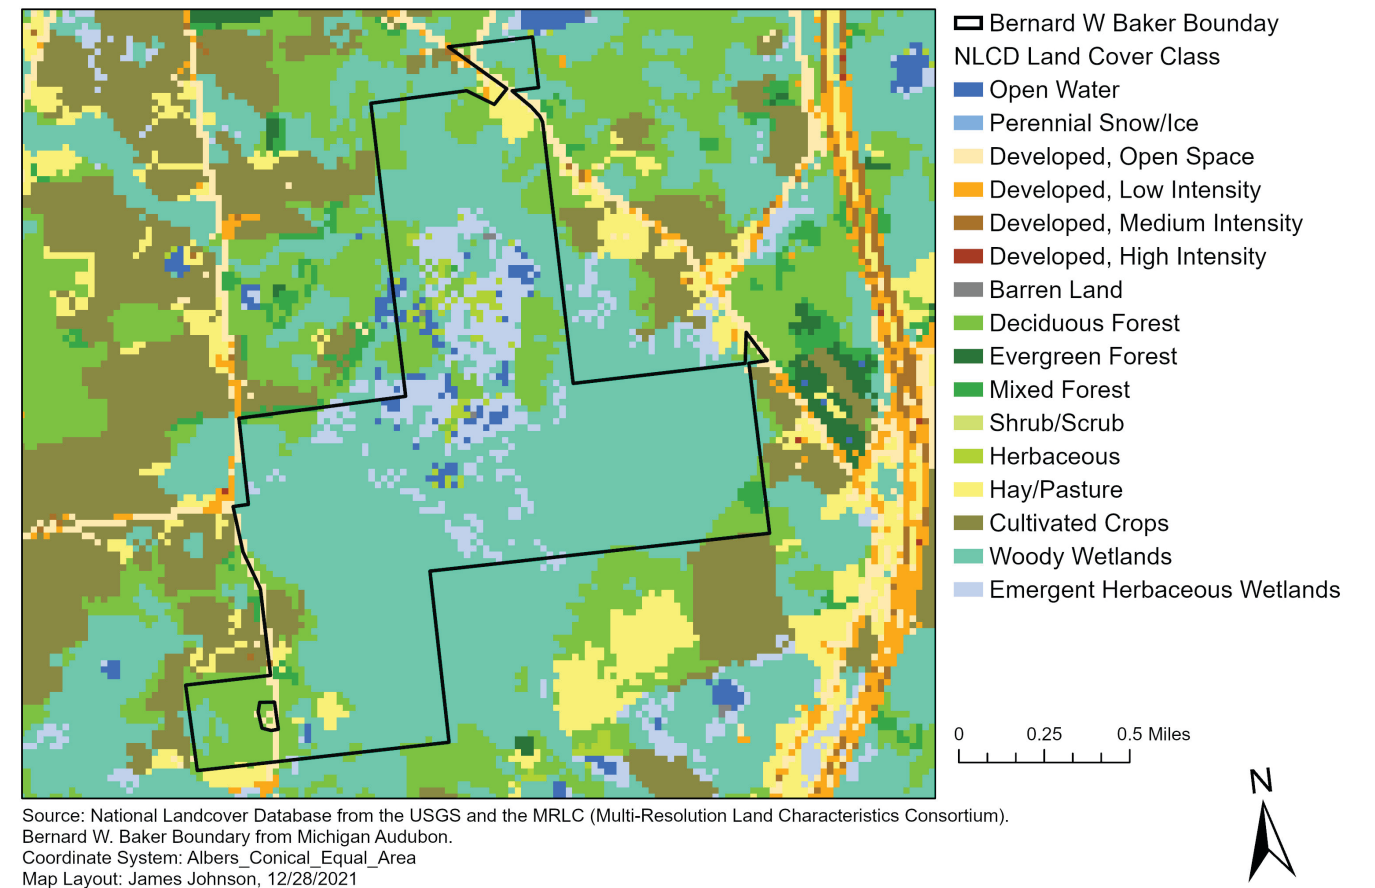 Bernard W Baker Bounday
NLCD Land Cover Class
Open Water
Perennial Snow/Ice
Developed, Open Space
Developed, Low Intensity
Developed, Medium Intensity
Developed, High Intensity
Barren Land
Deciduous Forest
Evergreen Forest
Mixed Forest
Shrub/Scrub
Herbaceous
Hay/Pasture
Cultivated Crops
Woody Wetlands
Emergent Herbaceous Wetlands
0 0.25 0.5 Miles
N
Source: National Landcover Database from the USGS and the MRLC (Multi-Resolution Land Characteristics Consortium).
Bernard W. Baker Boundary from Michigan Audubon.
Coordinate System: Albers_Conical_Equal_Area
Map Layout: James Johnson, 12/28/2021